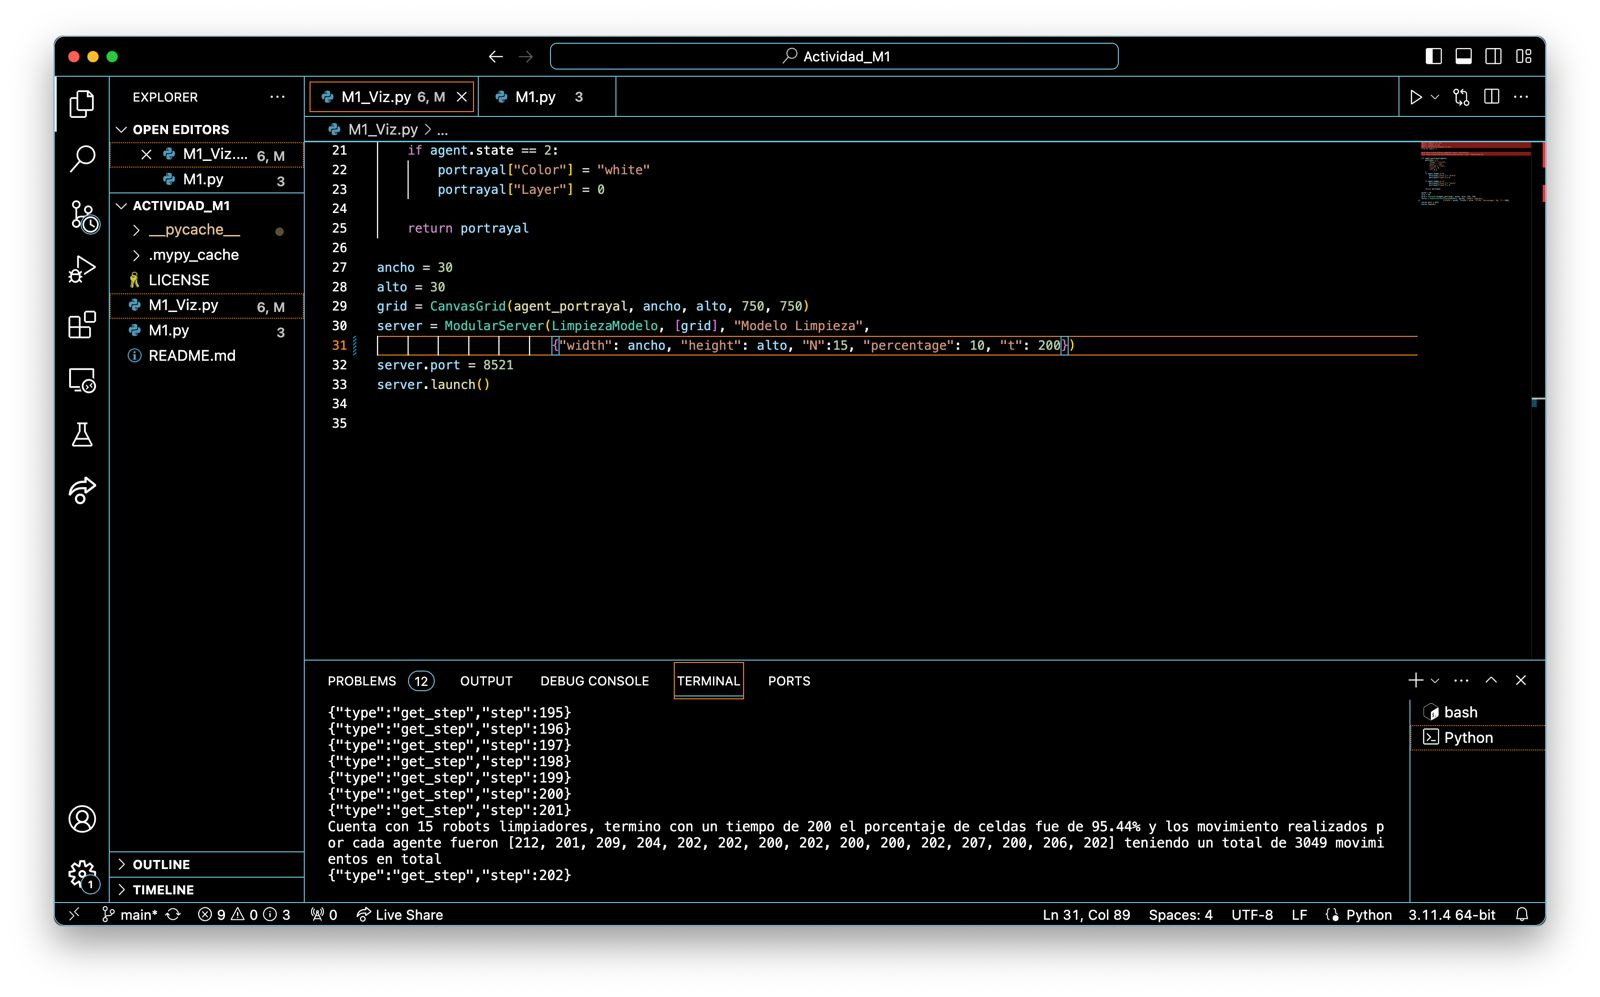 Actividad_M1
EXPLORER
OPEN EDITORS
M1_Viz.... 6, M
M1.py 3
ACTIVIDAD_M1
__pycache__
.mypy_cache
LICENSE
M1_Viz.py 6, M
M1.py 3
README.md
OUTLINE
TIMELINE
M1_Viz.py 6, M
M1.py 3
M1_Viz.py > ...
21 if agent.state == 2:
22 portrayal["Color"] = "white"
23 portrayal["Layer"] = 0
24
25 return portrayal
26
27 ancho = 30
28 alto = 30
29 grid = CanvasGrid(agent_portrayal, ancho, alto, 750, 750)
30 server = ModularServer(LimpiezaModelo, [grid], "Modelo Limpieza",
31 {"width": ancho, "height": alto, "N":15, "percentage": 10, "t": 200})
32 server.port = 8521
33 server.launch()
34
35
PROBLEMS 12 OUTPUT DEBUG CONSOLE TERMINAL PORTS
{"type":"get_step","step":195}
{"type":"get_step","step":196}
{"type":"get_step","step":197}
{"type":"get_step","step":198}
{"type":"get_step","step":199}
{"type":"get_step","step":200}
{"type":"get_step","step":201}
Cuenta con 15 robots limpiadores, termino con un tiempo de 200 el porcentaje de celdas fue de 95.44% y los movimiento realizados p
or cada agente fueron [212, 201, 209, 204, 202, 202, 200, 202, 200, 200, 202, 207, 200, 206, 202] teniendo un total de 3049 movimi
entos en total
{"type":"get_step","step":202}
bash
Python
1
main* 9 0 3 0 Live Share Ln 31, Col 89 Spaces: 4 UTF-8 LF Python 3.11.4 64-bit